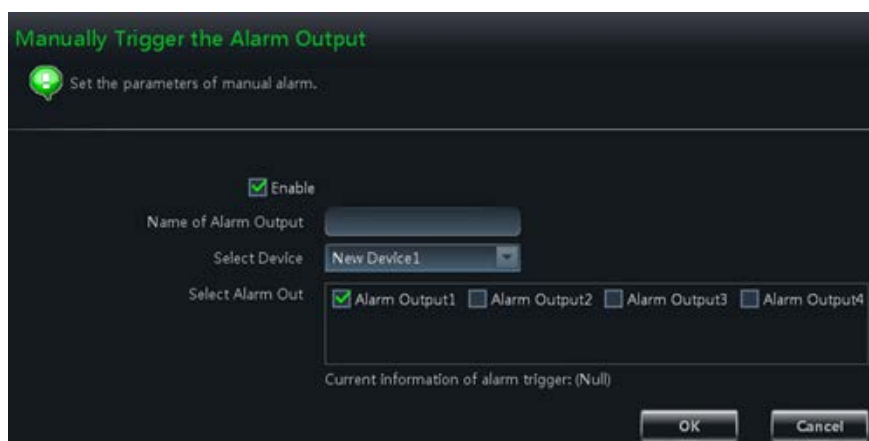 Manually Trigger the Alarm Output
Set the parameters of manual alarm.
Enable
Name of Alarm Output
Select Device New Device1
Select Alarm Out Alarm Output1 Alarm Output2 Alarm Output3 Alarm Output4
Current information of alarm trigger: (Null)
OK Cancel